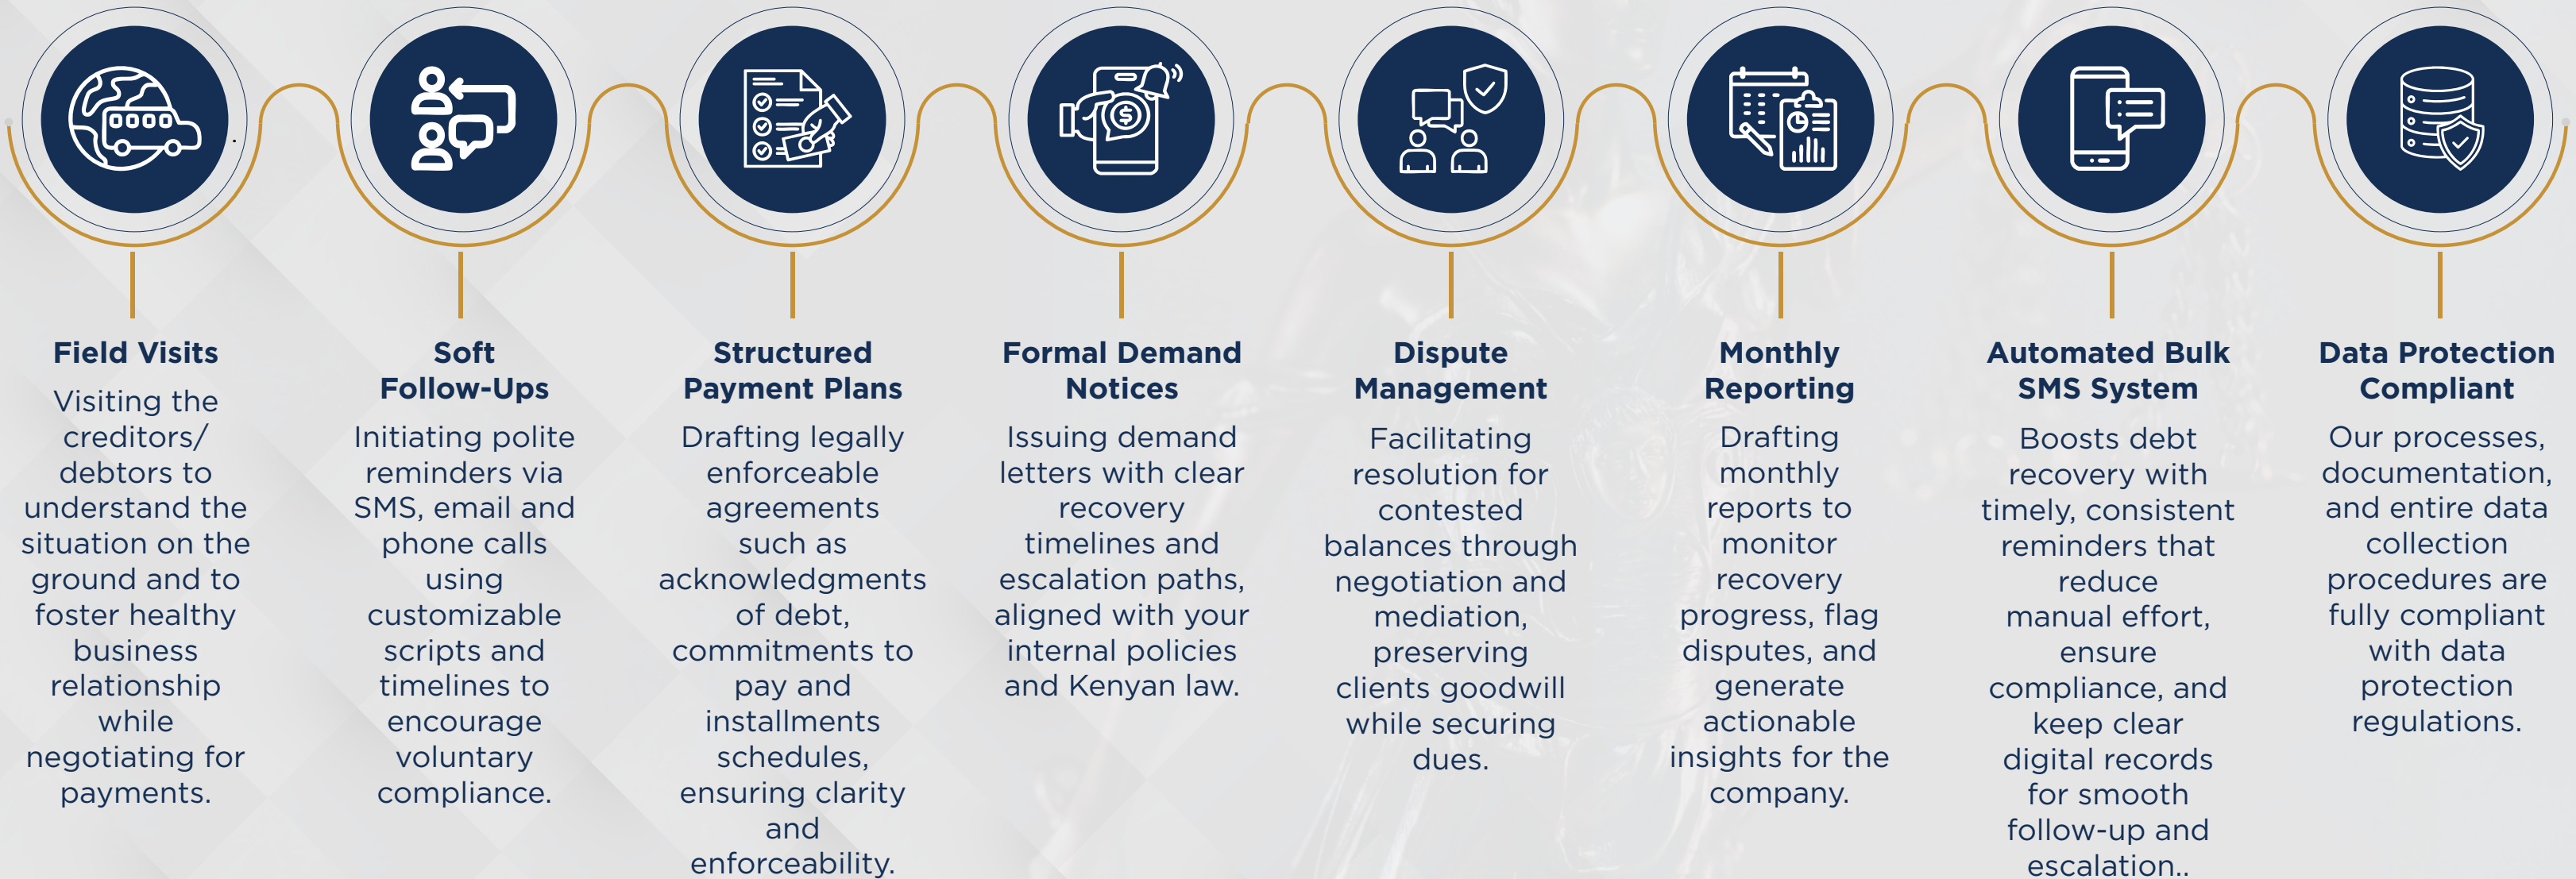 Field Visits
Visiting the
creditors/
debtors to
understand the
situation on the
ground and to
foster healthy
business
relationship
while
negotiating for
payments.
Soft
Follow-Ups
Initiating polite
reminders via
SMS, email and
phone calls
using
customizable
scripts and
timelines to
encourage
voluntary
compliance.
Structured
Payment Plans
Drafting legally
enforceable
agreements
such as
acknowledgments
of debt,
commitments to
pay and
installments
schedules,
ensuring clarity
and
enforceability.
Formal Demand
Notices
Issuing demand
letters with clear
recovery
timelines and
escalation paths,
aligned with your
internal policies
and Kenyan law.
Dispute
Management
Facilitating
resolution for
contested
balances through
negotiation and
mediation,
preserving
clients goodwill
while securing
dues.
Monthly
Reporting
Drafting
monthly
reports to
monitor
recovery
progress, flag
disputes, and
generate
actionable
insights for the
company.
Automated Bulk
SMS System
Boosts debt
recovery with
timely, consistent
reminders that
reduce
manual effort,
ensure
compliance, and
keep clear
digital records
for smooth
follow-up and
escalation..
Data Protection
Compliant
Our processes,
documentation,
and entire data
collection
procedures are
fully compliant
with data
protection
regulations.